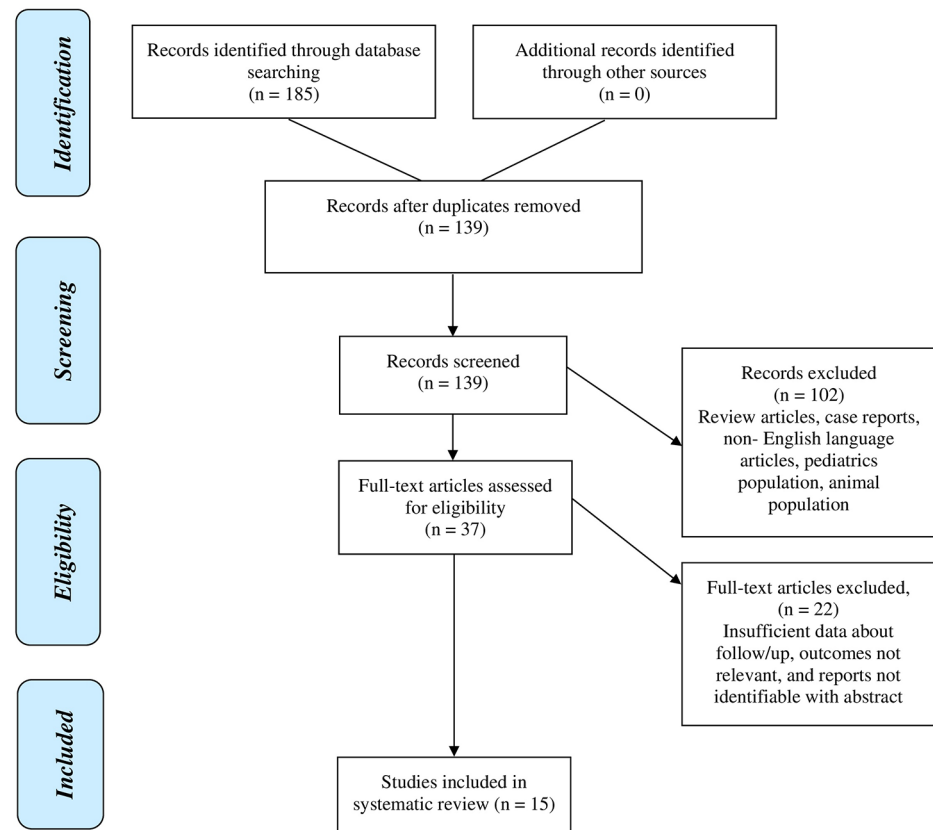 Identification
Records identified through database
searching
(n = 185)
Additional records identified
through other sources
(n = 0)
Records after duplicates removed
(n = 139)
Screening
Records screened
(n = 139)
Records excluded
(n = 102)
Review articles, case reports,
non- English language
articles, pediatrics
population, animal
population
Eligibility
Full-text articles assessed
for eligibility
(n = 37)
Full-text articles excluded,
(n = 22)
Insufficient data about
follow/up, outcomes not
relevant, and reports not
identifiable with abstract
Included
Studies included in
systematic review (n = 15)